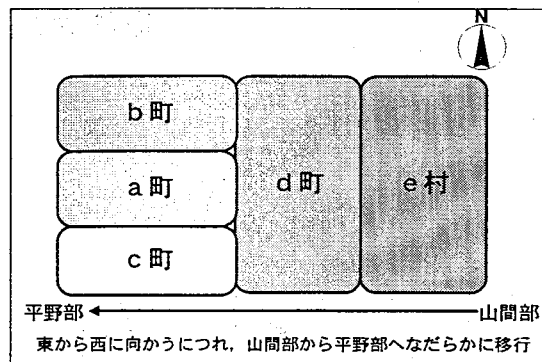 N
b町
a町
d町
e村
c町
平野部
山間部
東から西に向かうにつれ，山間部から平野部へなだらかに移行